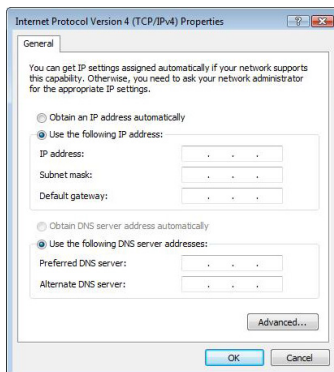 Internet Protocol Version 4 (TCP/IPv4) Properties
General
You can get IP settings assigned automatically if your network supports
this capability. Otherwise, you need to ask your network administrator
for the appropriate IP settings.
Obtain an IP address automatically
Use the following IP address:
IP address:
Subnet mask:
Default gateway:
Obtain DNS server address automatically
Use the following DNS server addresses:
Preferred DNS server:
Alternate DNS server:
Advanced...
OK Cancel